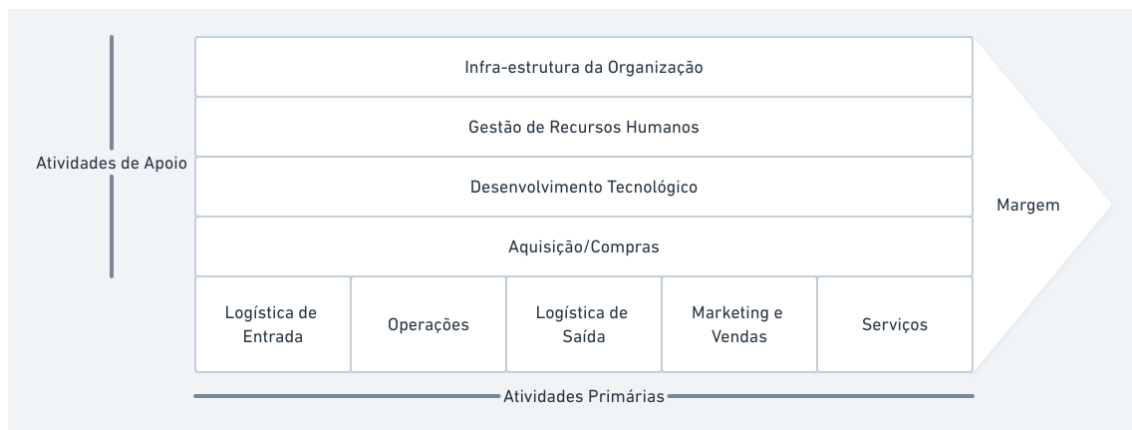 Infra-estrutura da Organização
Gestão de Recursos Humanos
Atividades de Apoio
Desenvolvimento Tecnológico
Margem
Aquisição/Compras
Logística de
Entrada
Operações
Logística de
Saída
Marketing e
Vendas
Serviços
Atividades Primárias